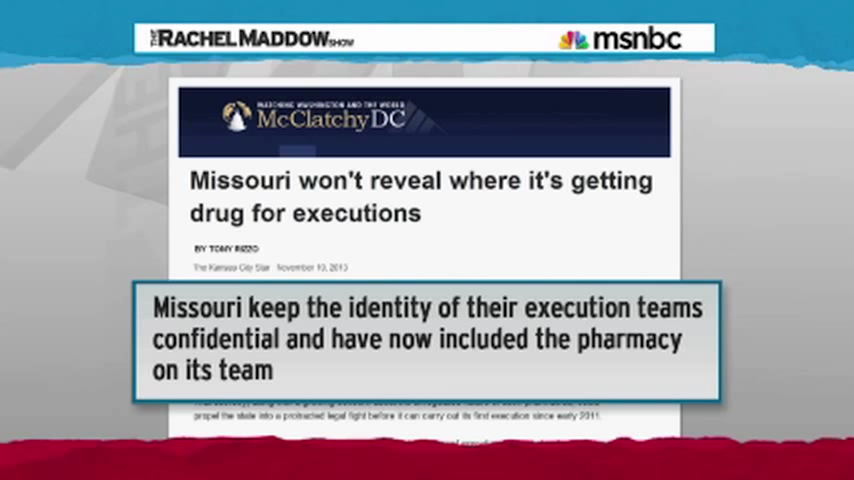 THE RACHEL MADDOW SHOW
msnbc
WATCHING WASHINGTON AND THE WORLD
McClatchyDC
Missouri won't reveal where it's getting
drug for executions
BY TONY RIZZO
The Kansas City Star November 10, 2013
Missouri keep the identity of their execution teams
confidential and have now included the pharmacy
on its team
propel the state into a protracted legal fight before it can carry out its first execution since early 2011.